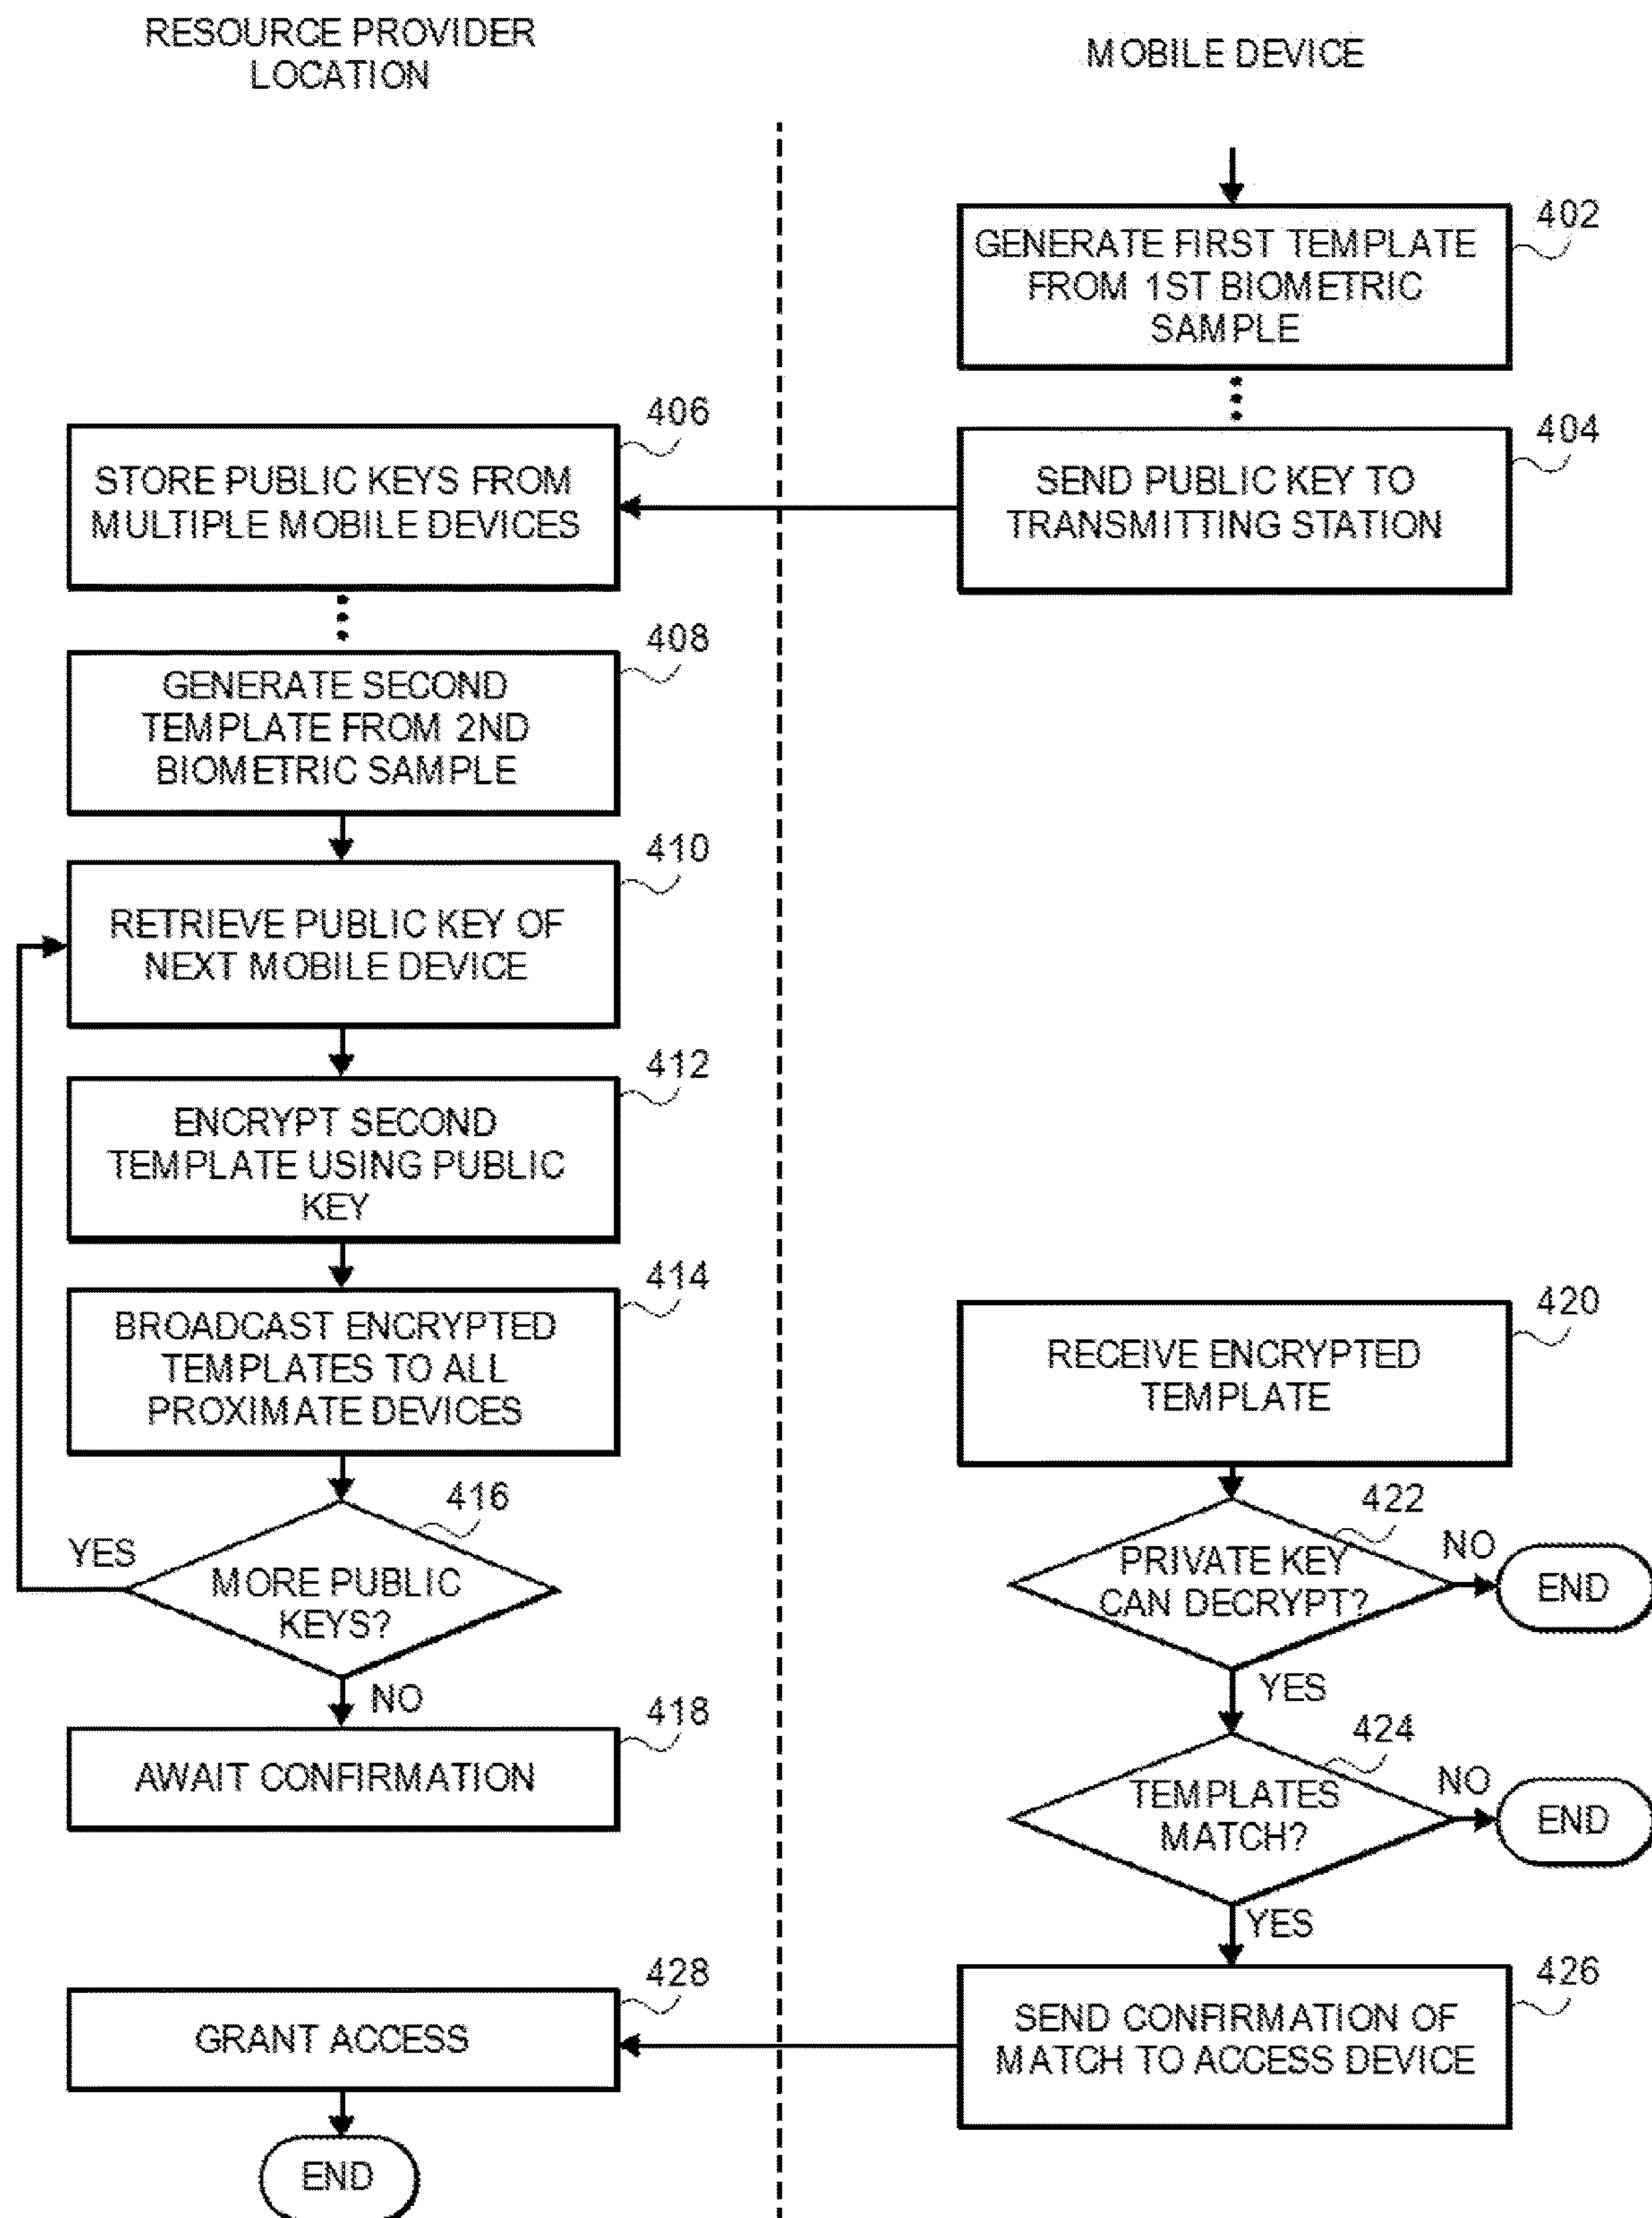 RESOURCE PROVIDER
LOCATION
MOBILE DEVICE
402
GENERATE FIRST TEMPLATE
FROM 1ST BIOMETRIC
SAMPLE
406
STORE PUBLIC KEYS FROM
MULTIPLE MOBILE DEVICES
404
SEND PUBLIC KEY TO
TRANSMITTING STATION
408
GENERATE SECOND
TEMPLATE FROM 2ND
BIOMETRIC SAMPLE
410
RETRIEVE PUBLIC KEY OF
NEXT MOBILE DEVICE
412
ENCRYPT SECOND
TEMPLATE USING PUBLIC
KEY
414
BROADCAST ENCRYPTED
TEMPLATES TO ALL
PROXIMATE DEVICES
416
YES
MORE PUBLIC
KEYS?
NO
418
AWAIT CONFIRMATION
420
RECEIVE ENCRYPTED
TEMPLATE
422
PRIVATE KEY
CAN DECRYPT?
NO
END
YES
424
TEMPLATES
MATCH?
NO
END
YES
426
SEND CONFIRMATION OF
MATCH TO ACCESS DEVICE
428
GRANT ACCESS
END